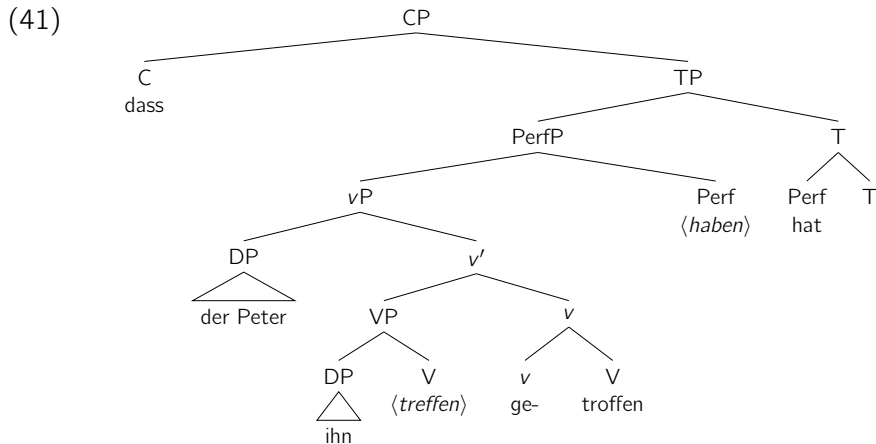 (41)
CP
C TP
dass
PerfP T
vP Perf Perf T
⟨haben⟩ hat
DP v′
der Peter VP v
DP V v V
⟨treffen⟩ ge- troffen
ihn